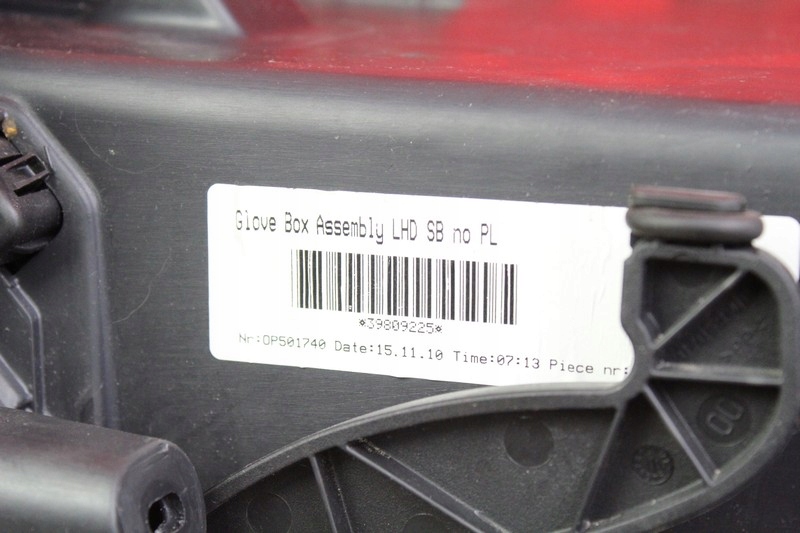 Glove Box Assembly LHD SB no PL
*39809225*
Nr:OP501740 Date:15.11.10 Time:07:13 Piece nr: